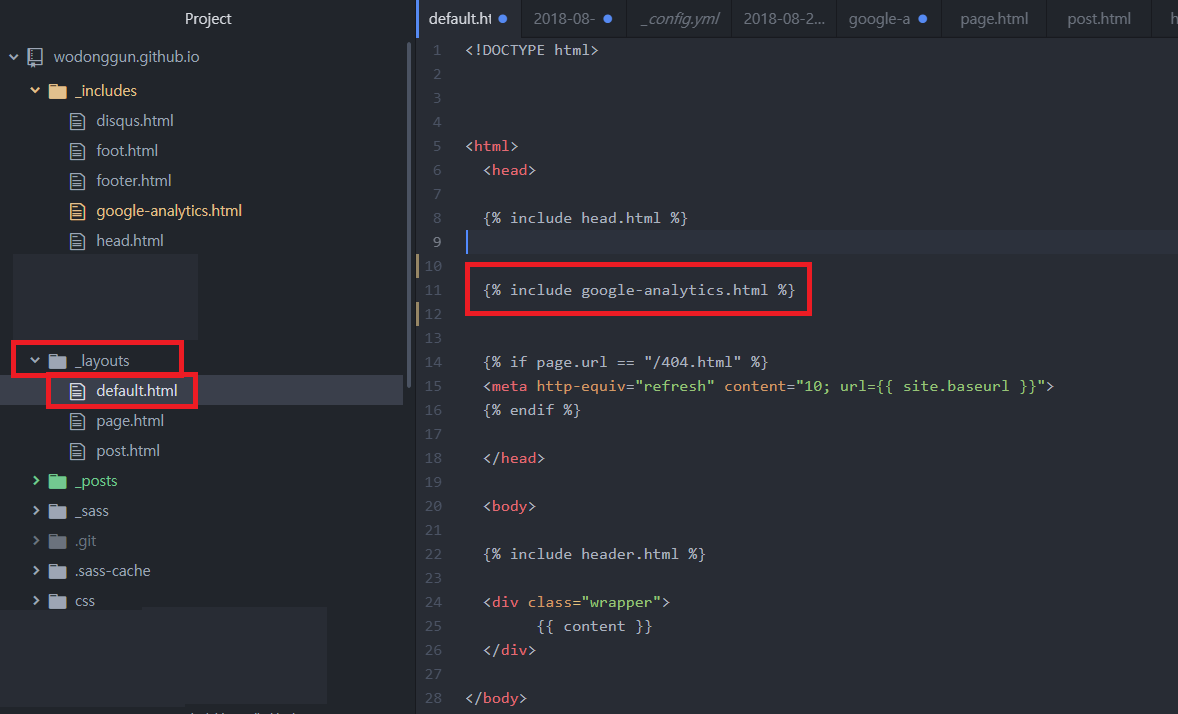 Project
wodonggun.github.io
_includes
disqus.html
foot.html
footer.html
google-analytics.html
head.html
_layouts
default.html
page.html
post.html
_posts
_sass
.git
.sass-cache
css
default.ht
2018-08-
_config.yml
2018-08-2...
google-a
page.html
post.html
h
1 <!DOCTYPE html>
2
3
4
5 <html>
6 <head>
7
8 {% include head.html %}
9
10
11 {% include google-analytics.html %}
12
13
14 {% if page.url == "/404.html" %}
15 <meta http-equiv="refresh" content="10; url={{ site.baseurl }}">
16 {% endif %}
17
18 </head>
19
20 <body>
21
22 {% include header.html %}
23
24 <div class="wrapper">
25 {{ content }}
26 </div>
27
28 </body>